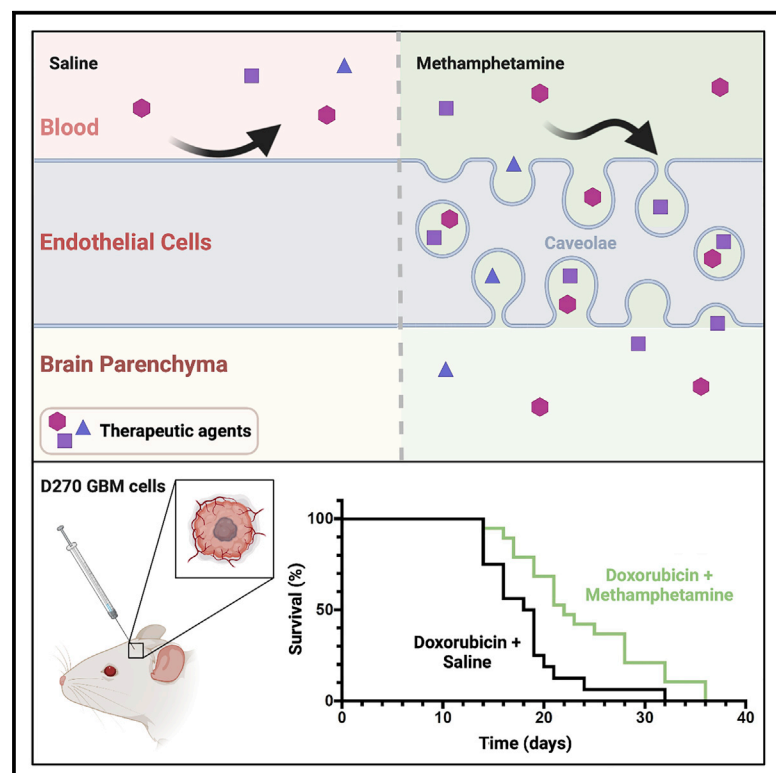 Saline
Methamphetamine
Blood
Endothelial Cells
Caveolae
Brain Parenchyma
Therapeutic agents
D270 GBM cells
Survival (%)
100
50
0
Doxorubicin +
Methamphetamine
Doxorubicin +
Saline
0 10 20 30 40
Time (days)